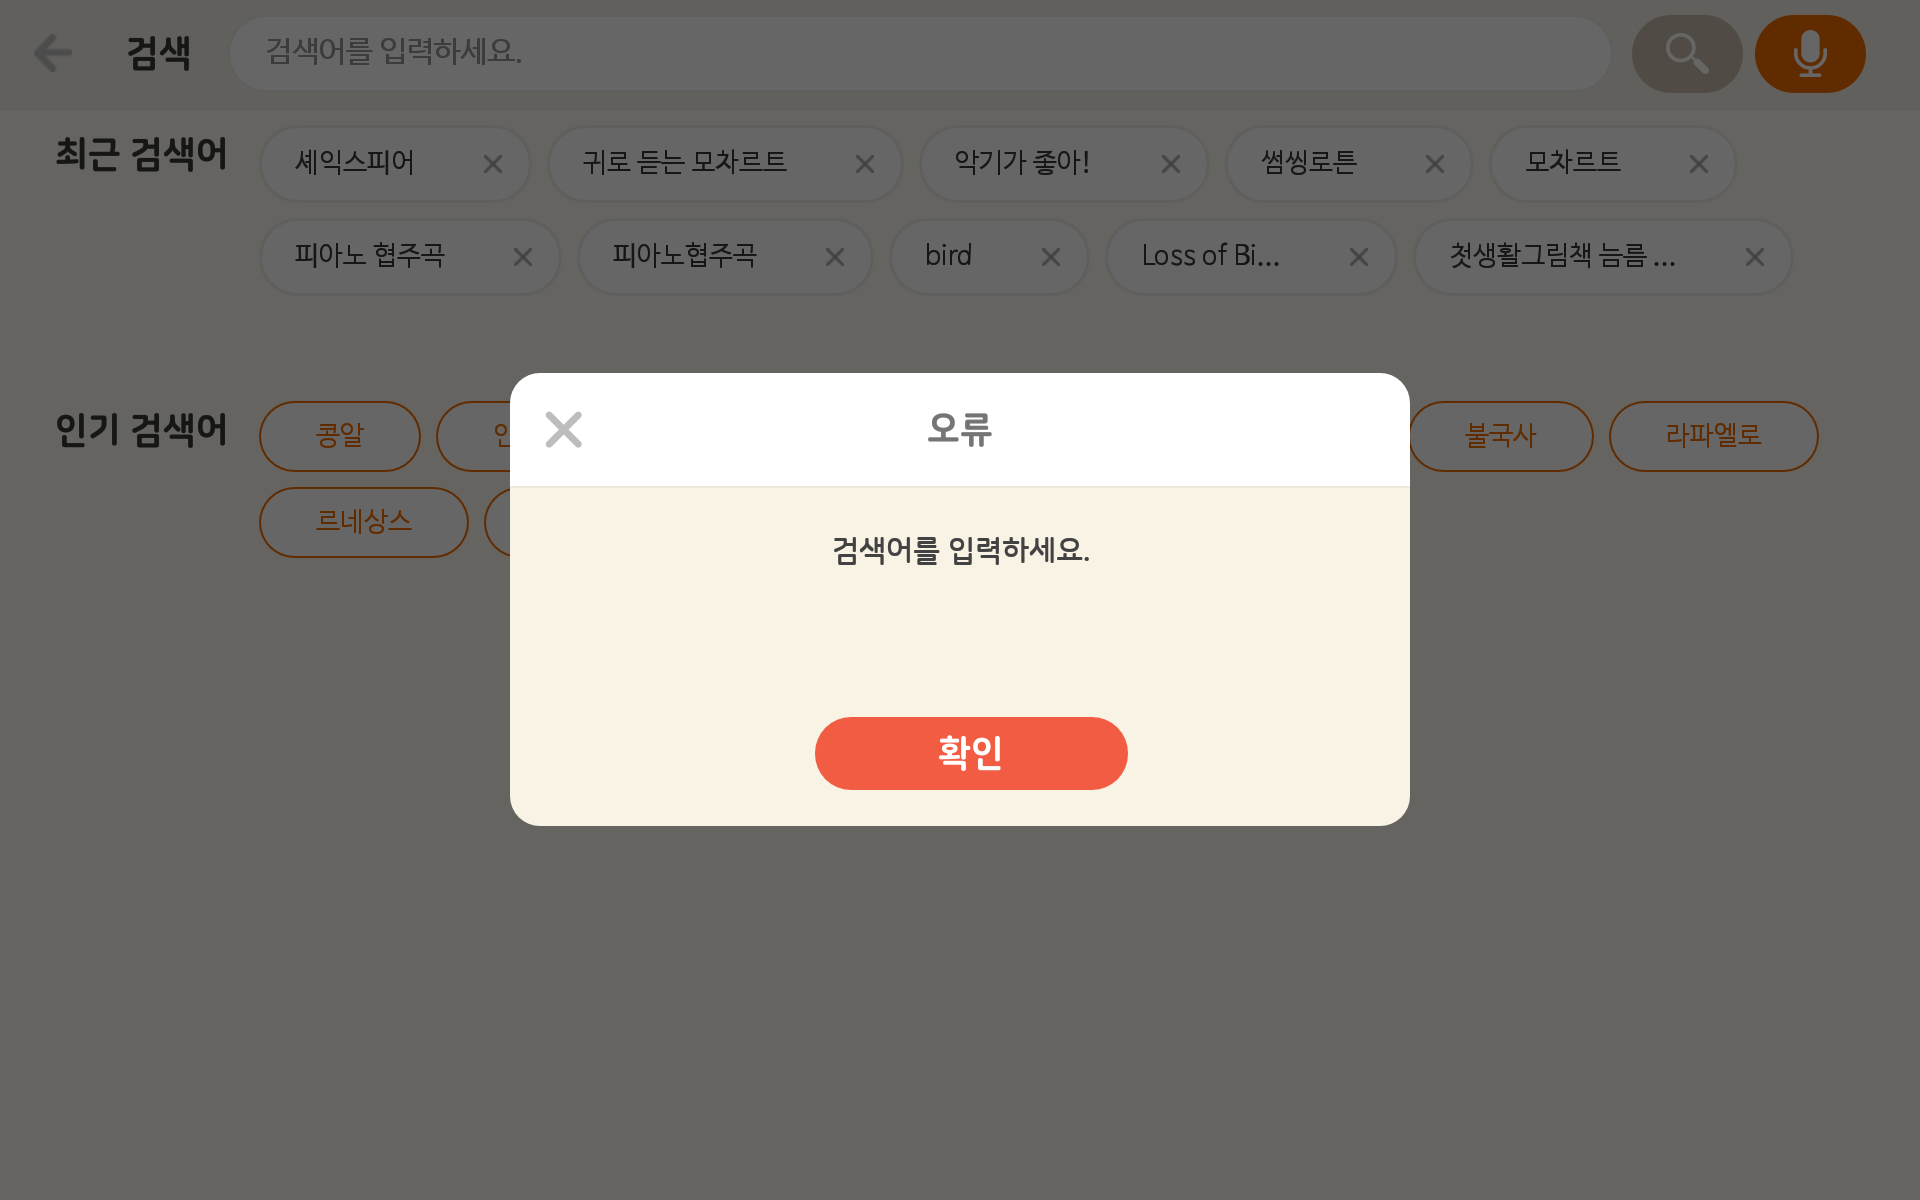 검색
검색어를 입력하세요.
최근 검색어
셰익스피어
귀로 듣는 모차르트
악기가 좋아!
썸씽로튼
모차르트
피아노 협주곡
피아노협주곡
bird
Loss of Bi...
첫생활그림책 늠름 ...
인기 검색어
콩알
불국사
라파엘로
르네상스
오류
검색어를 입력하세요.
확인